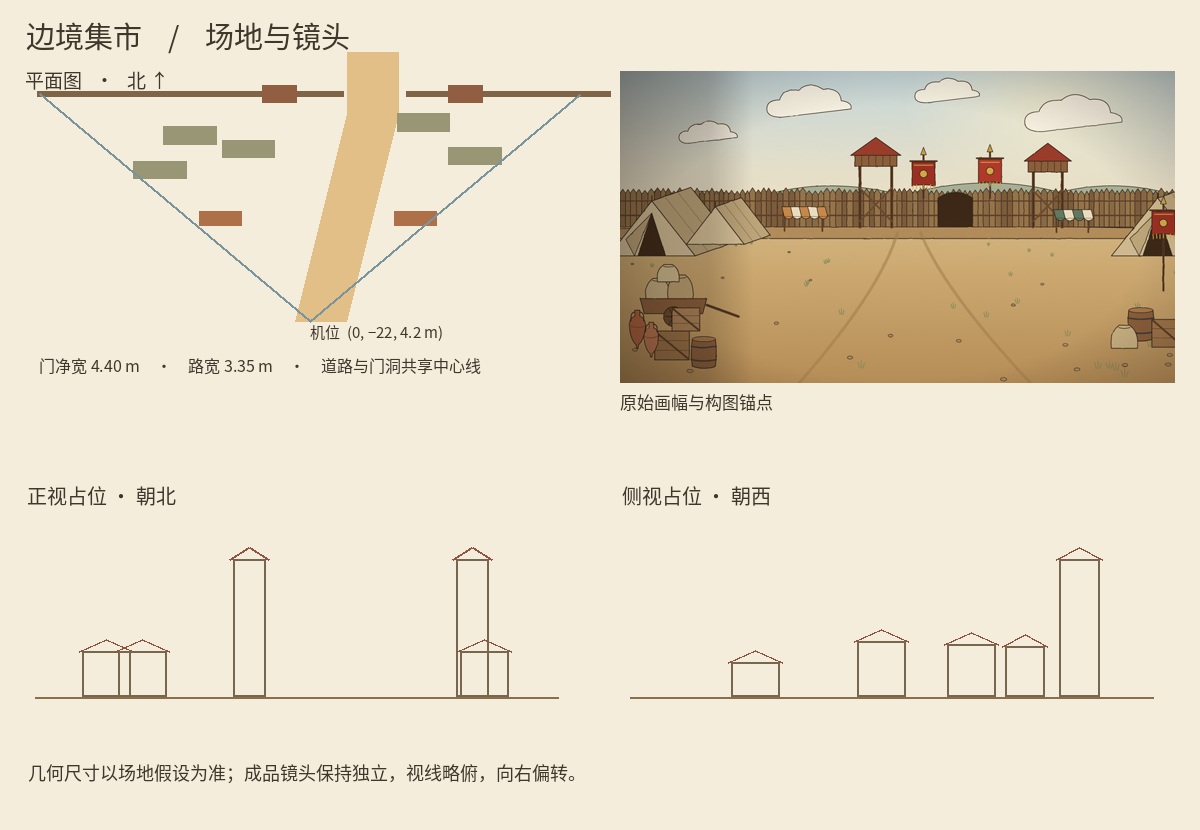 边境集市 / 场地与镜头
平面图 · 北 ↑
机位 (0, −22, 4.2 m)
门净宽 4.40 m · 路宽 3.35 m · 道路与门洞共享中心线
原始画幅与构图锚点
正视占位 · 朝北
侧视占位 · 朝西
几何尺寸以场地假设为准；成品镜头保持独立，视线略俯，向右偏转。